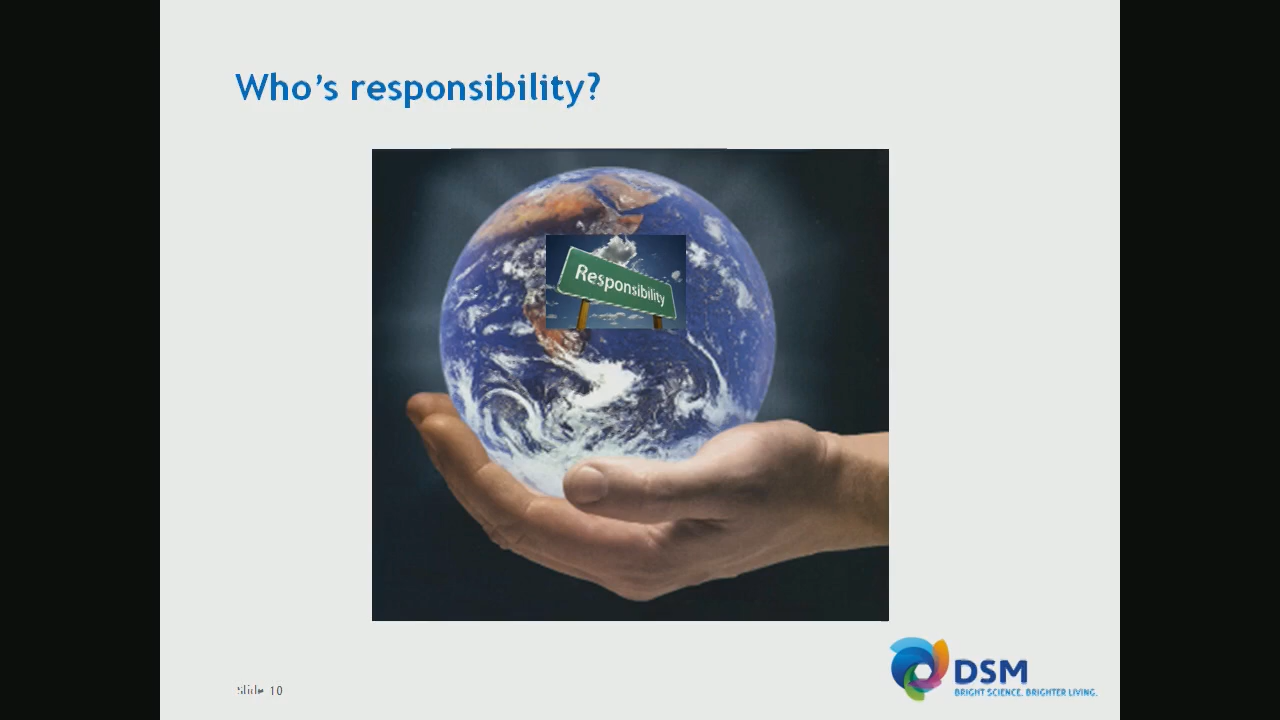 Who's responsibility?
Responsibility
Slide 10
DSM
BRIGHT SCIENCE. BRIGHTER LIVING.